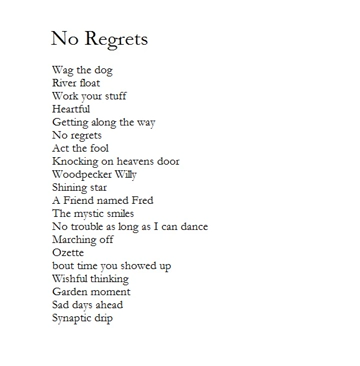 No Regrets
Wag the dog
River float
Work your stuff
Heartful
Getting along the way
No regrets
Act the fool
Knocking on heavens door
Woodpecker Willy
Shining star
A Friend named Fred
The mystic smiles
No trouble as long as I can dance
Marching off
Ozette
bout time you showed up
Wishful thinking
Garden moment
Sad days ahead
Synaptic drip